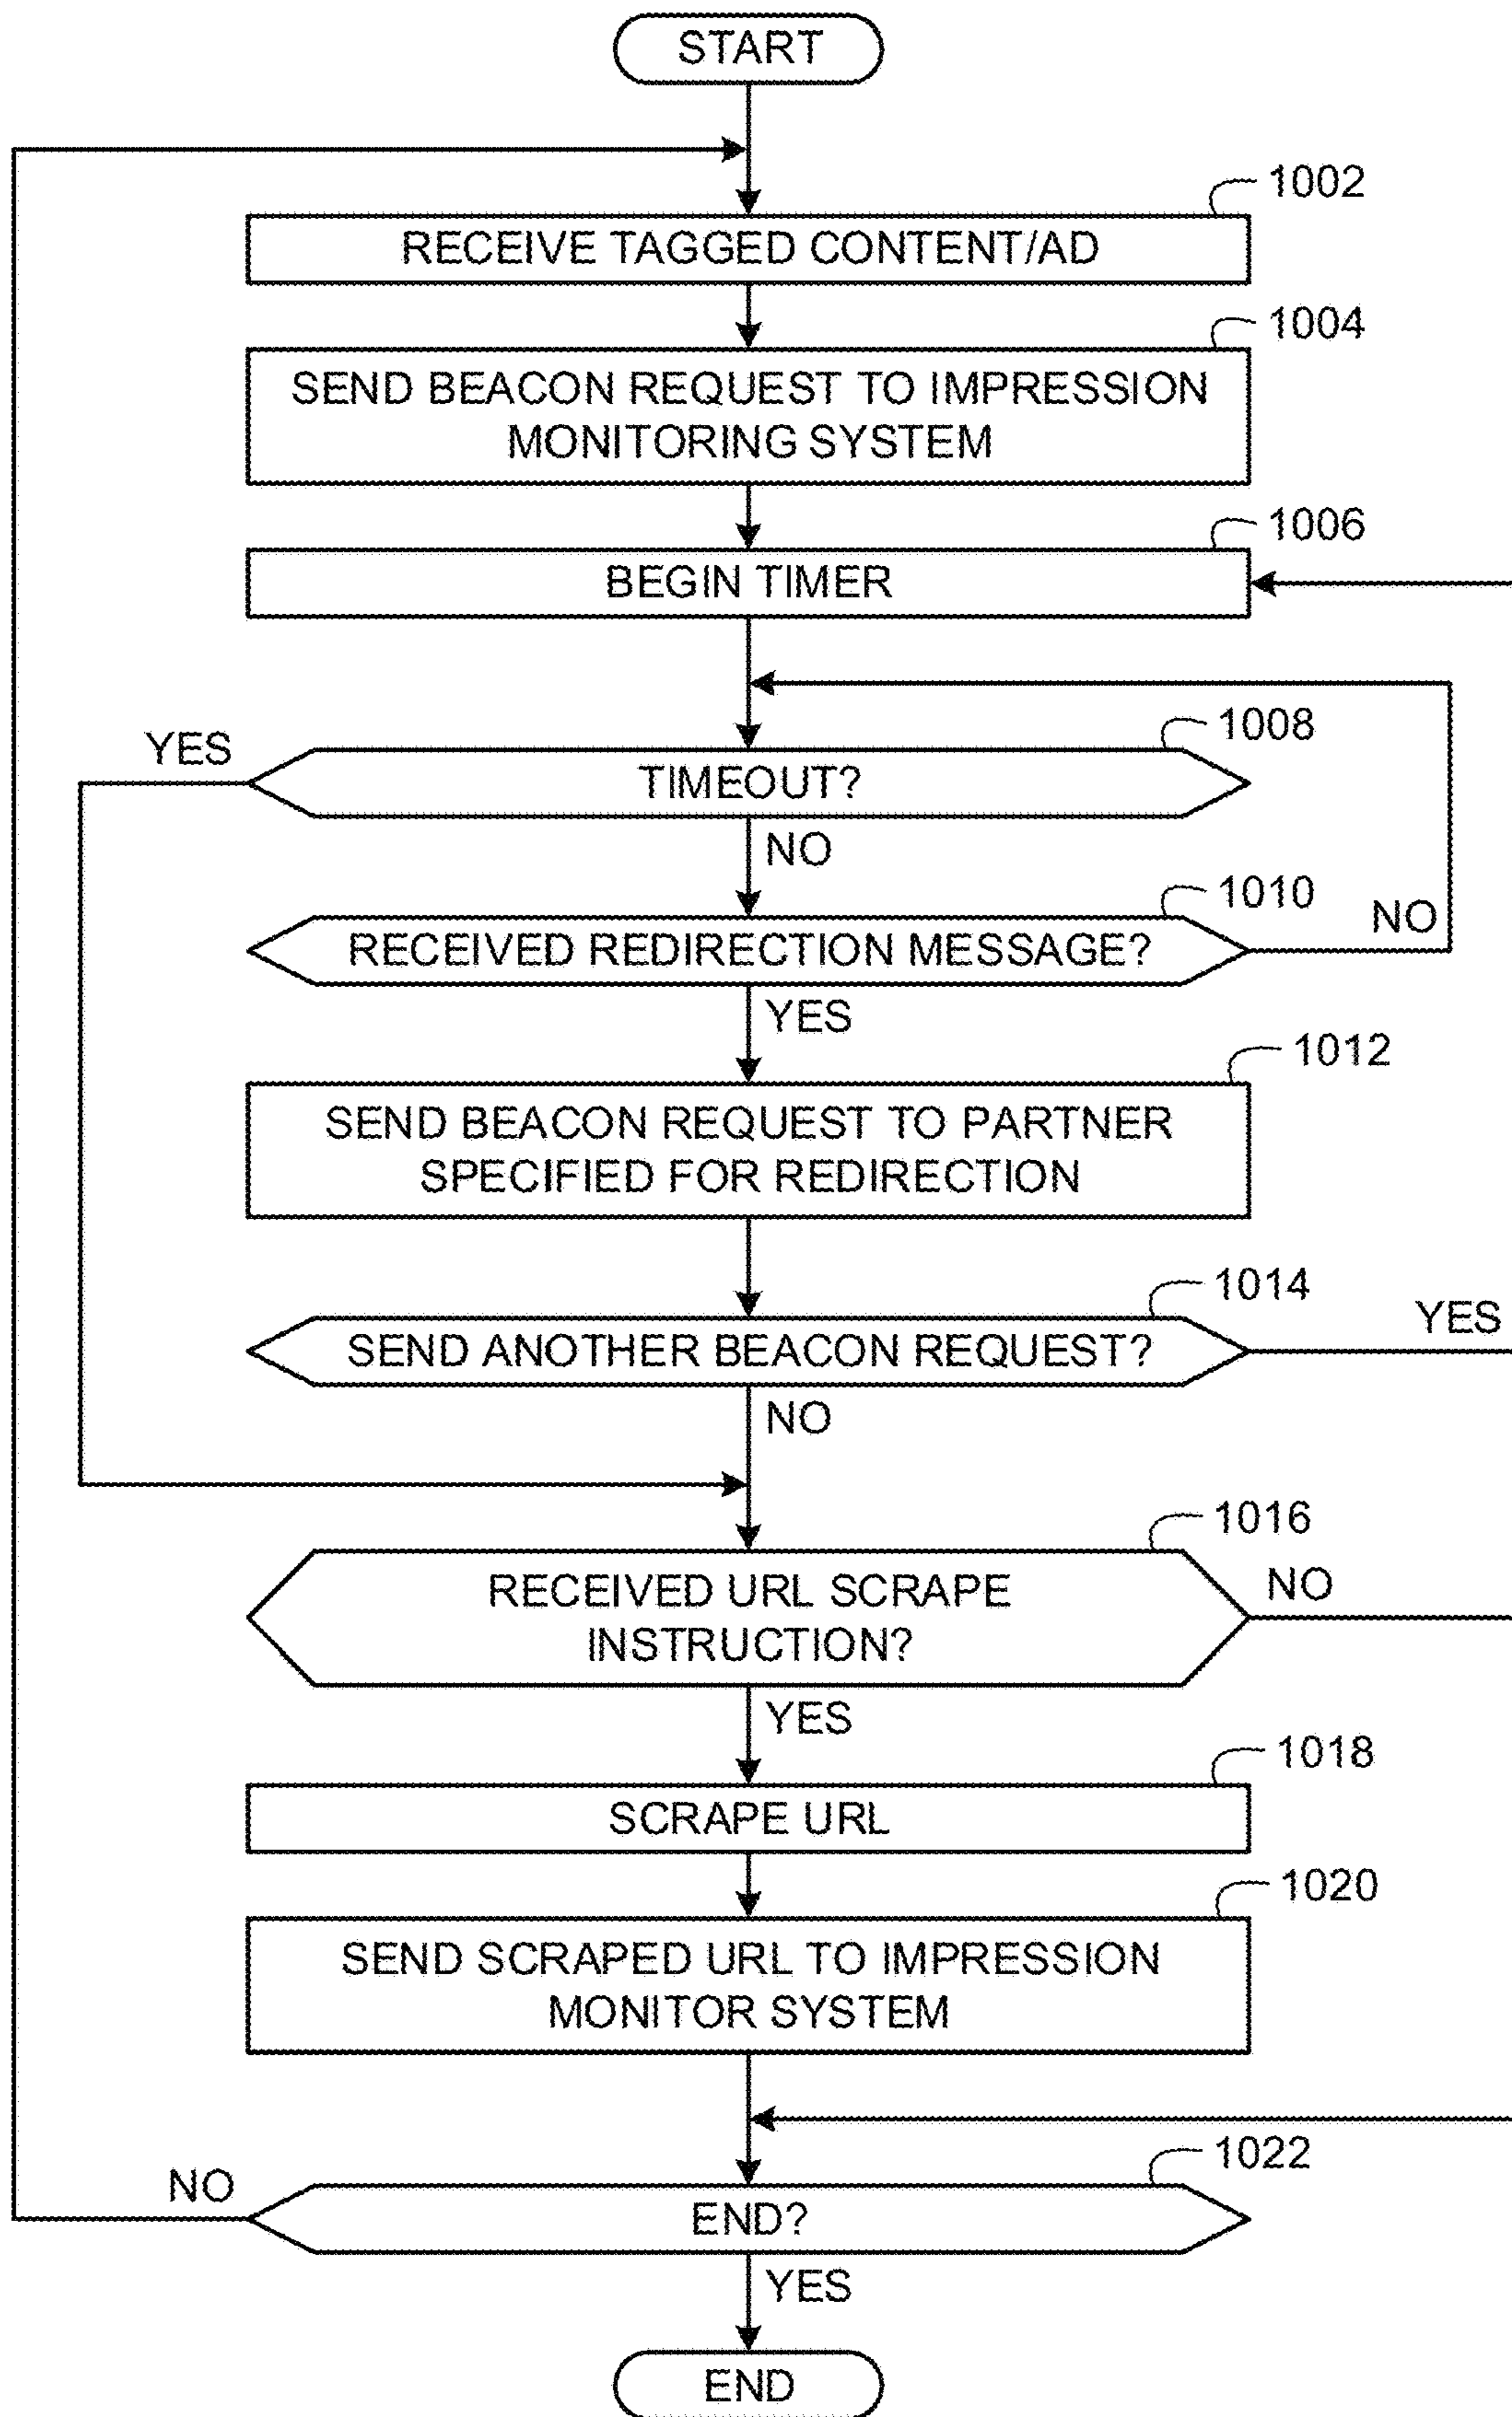 START
1002
RECEIVE TAGGED CONTENT/AD
1004
SEND BEACON REQUEST TO IMPRESSION
MONITORING SYSTEM
1006
BEGIN TIMER
1008
YES
TIMEOUT?
NO
1010
NO
RECEIVED REDIRECTION MESSAGE?
YES
1012
SEND BEACON REQUEST TO PARTNER
SPECIFIED FOR REDIRECTION
1014
YES
SEND ANOTHER BEACON REQUEST?
NO
1016
NO
RECEIVED URL SCRAPE
INSTRUCTION?
YES
1018
SCRAPE URL
1020
SEND SCRAPED URL TO IMPRESSION
MONITOR SYSTEM
1022
NO
END?
YES
END